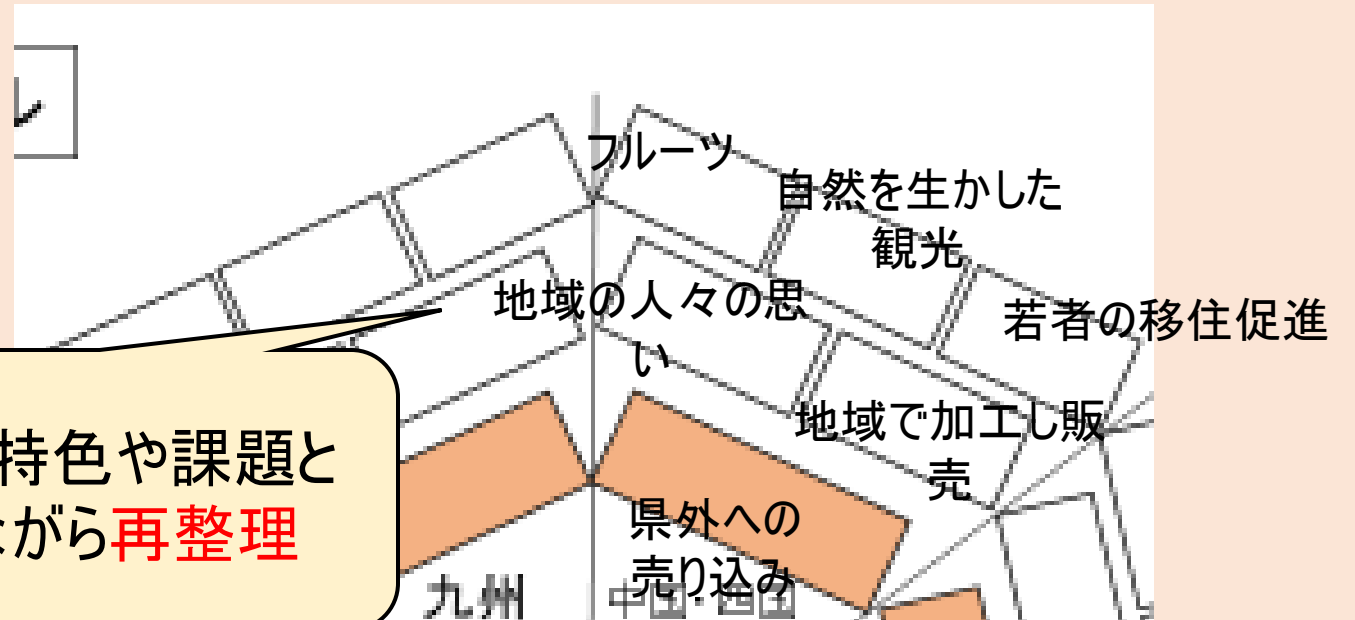 ル
フルーツ
自然を生かした
観光
地域の人々の思
い
若者の移住促進
地域で加工し販
売
特色や課題と
ながら再整理
県外への
売り込み
九州
中国・四国